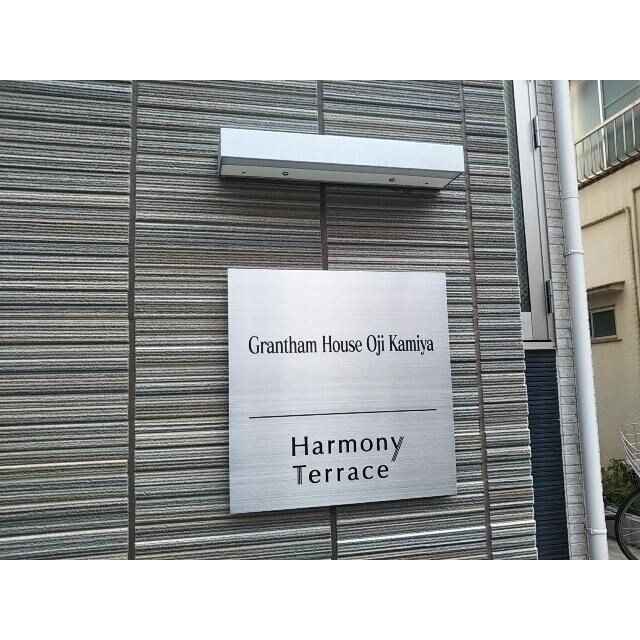 Grantham House Oji Kamiya
Harmony
Terrace